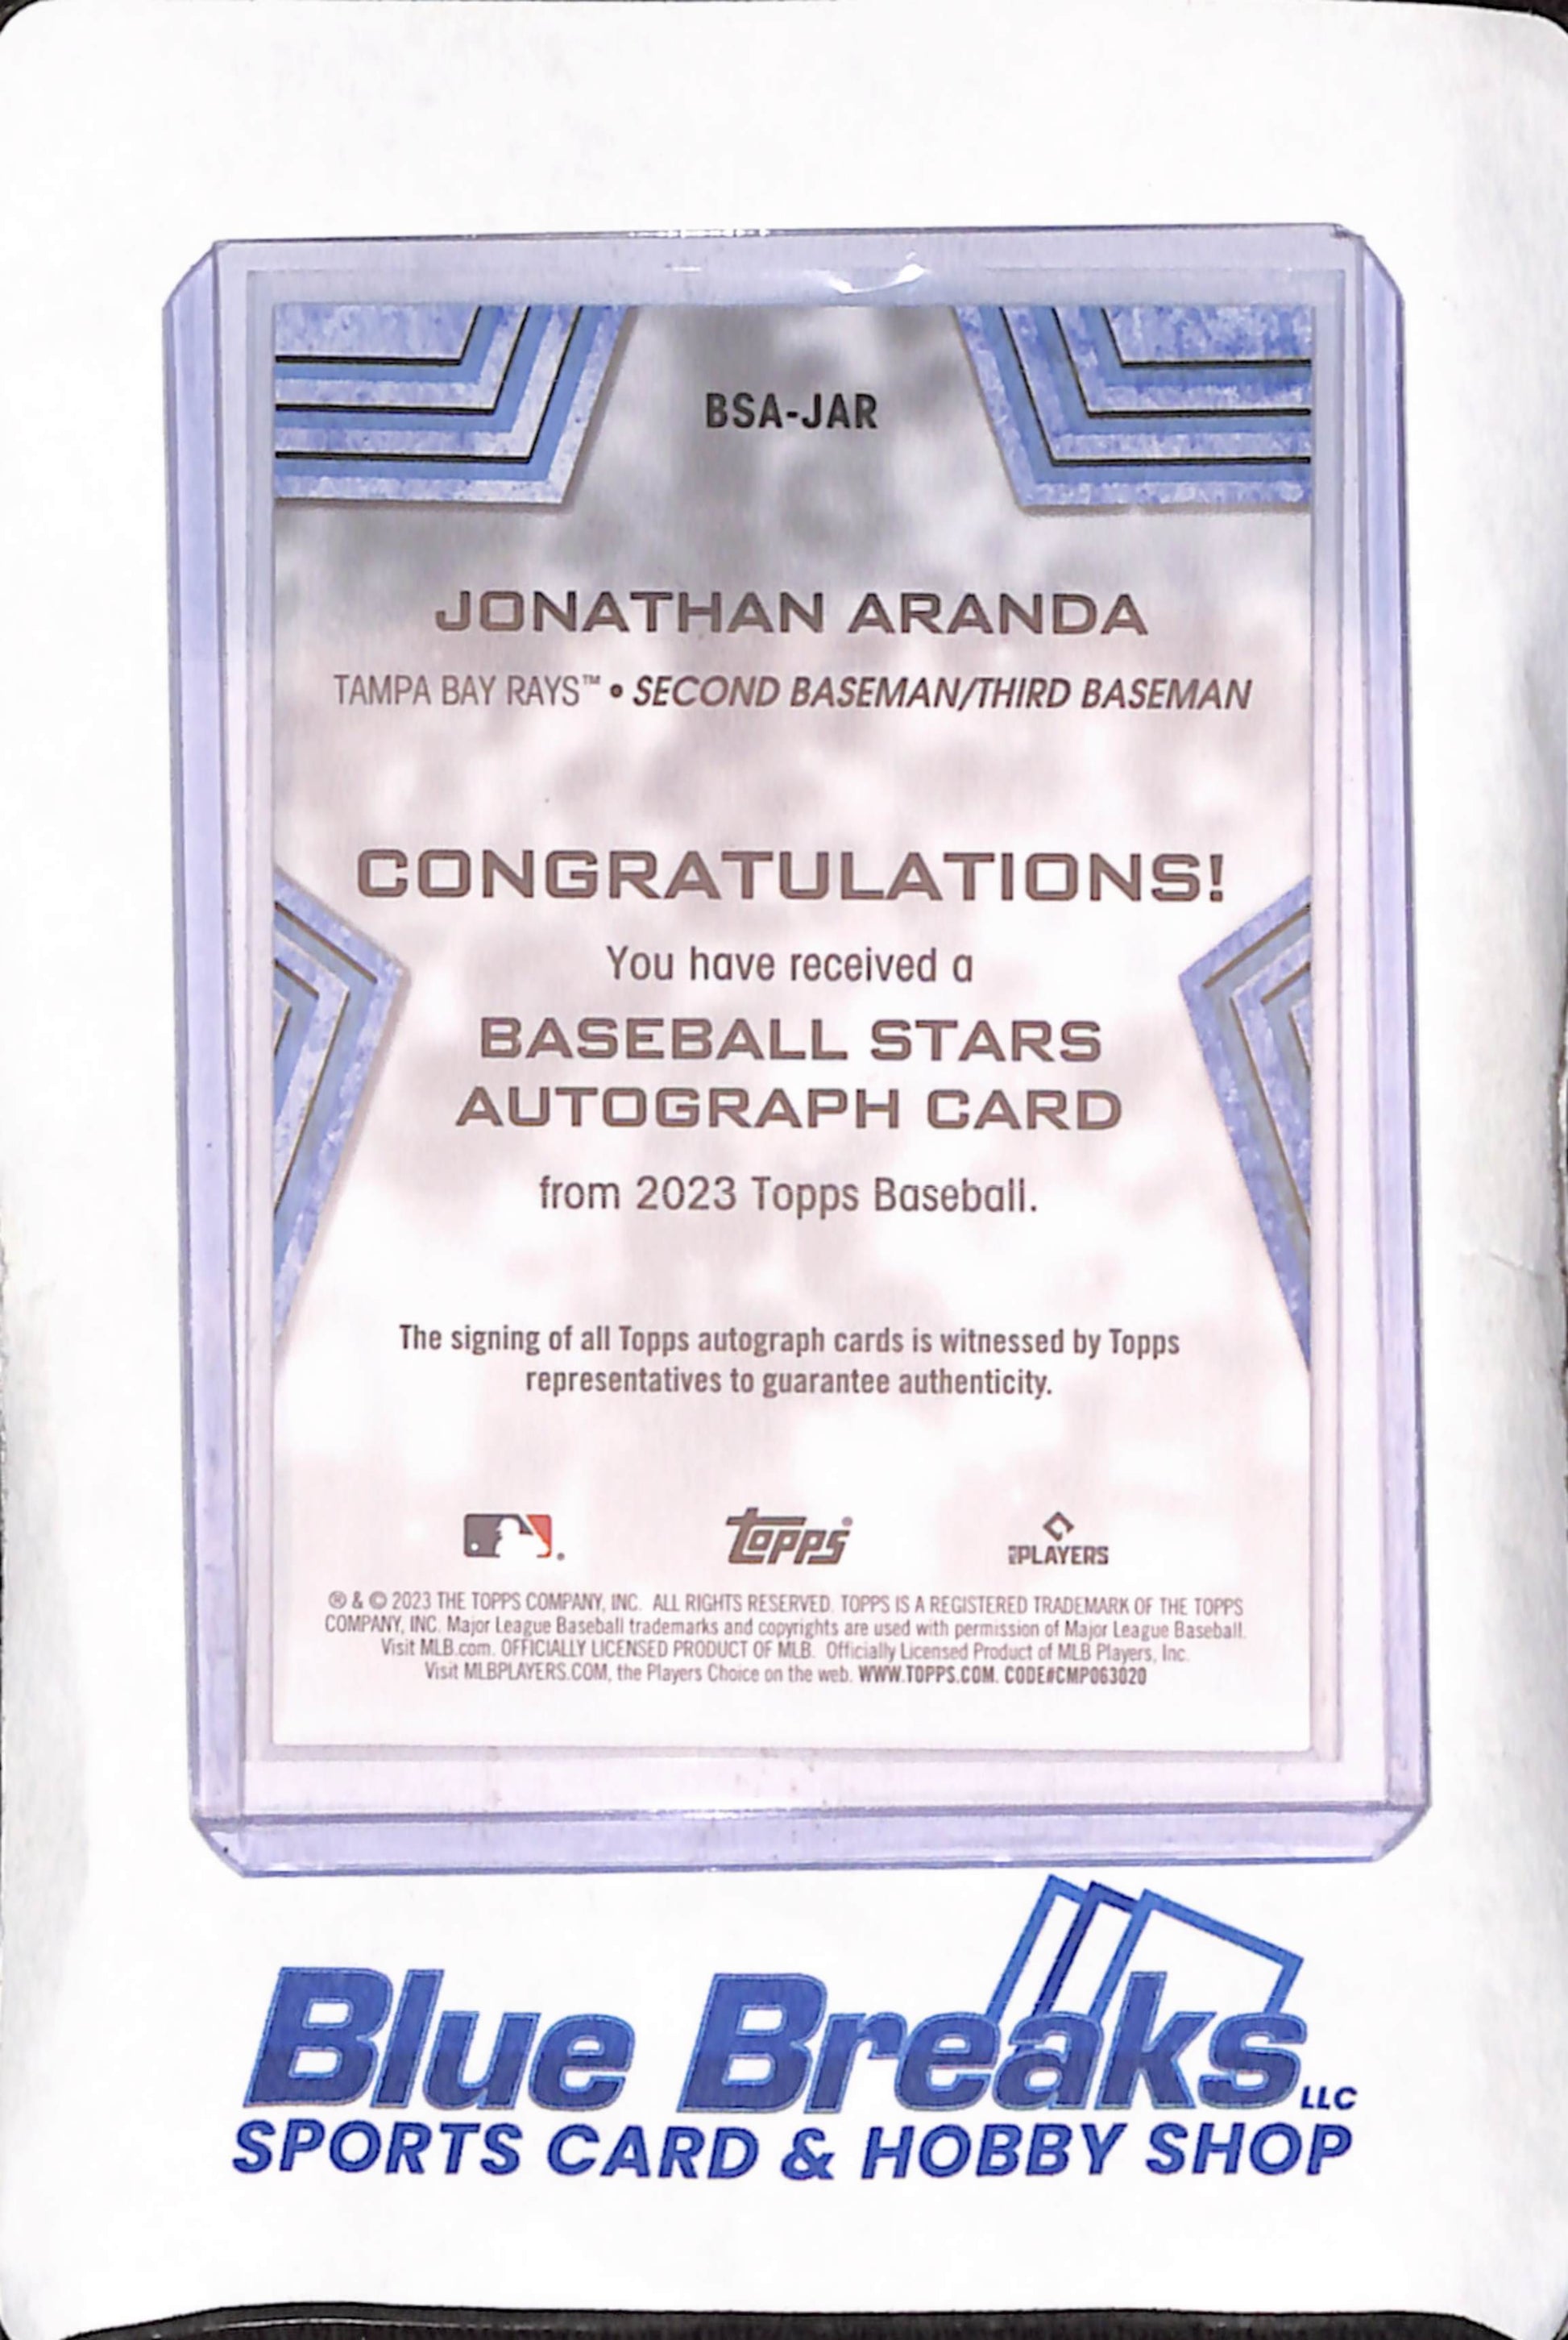 BSA-JAR
JONATHAN ARANDA
TAMPA BAY RAYS™ • SECOND BASEMAN/THIRD BASEMAN
CONGRATULATIONS!
You have received a
BASEBALL STARS
AUTOGRAPH CARD
from 2023 Topps Baseball.
The signing of all Topps autograph cards is witnessed by Topps
representatives to guarantee authenticity.
topps
PLAYERS
® & © 2023 THE TOPPS COMPANY, INC. ALL RIGHTS RESERVED. TOPPS IS A REGISTERED TRADEMARK OF THE TOPPS
COMPANY, INC. Major League Baseball trademarks and copyrights are used with permission of Major League Baseball.
Visit MLB.com. OFFICIALLY LICENSED PRODUCT OF MLB. Officially Licensed Product of MLB Players, Inc.
Visit MLBPLAYERS.COM, the Players Choice on the web. WWW.TOPPS.COM. CODE#CMP063020
Blue Breaks LLC
SPORTS CARD & HOBBY SHOP